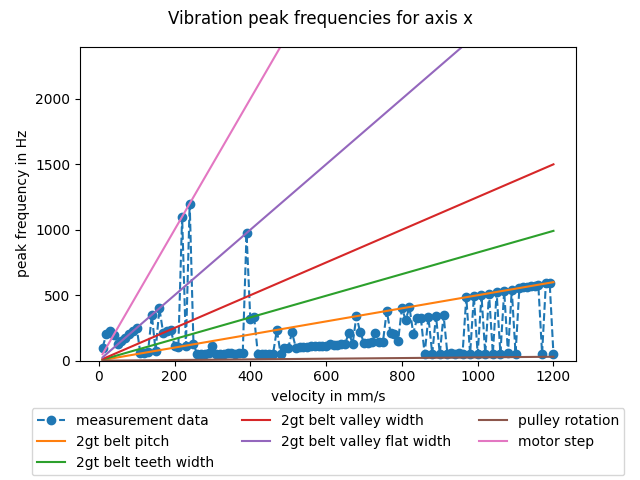 Vibration peak frequencies for axis x
peak frequency in Hz
2000
1500
1000
500
0
0 200 400 600 800 1000 1200
velocity in mm/s
measurement data
2gt belt pitch
2gt belt teeth width
2gt belt valley width
2gt belt valley flat width
pulley rotation
motor step